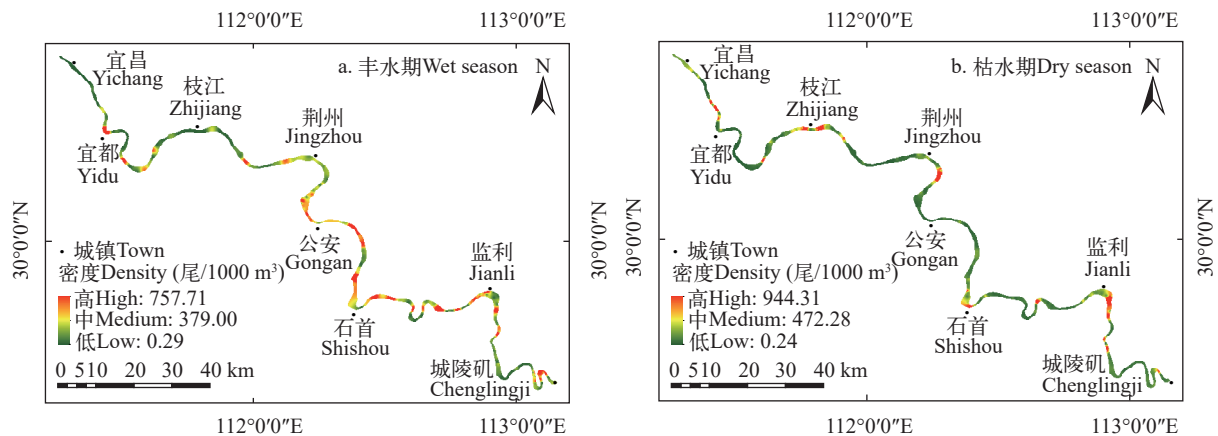 112°0′0″E
113°0′0″E
宜昌
Yichang
a. 丰水期Wet season
N
枝江
Zhijiang
荆州
Jingzhou
宜都
Yidu
30°0′0″N
公安
Gongan
城镇Town
密度Density (尾/1000 m³)
高High: 757.71
中Medium: 379.00
低Low: 0.29
监利
Jianli
石首
Shishou
城陵矶
Chenglingji
0 510 20 30 40 km
112°0′0″E
113°0′0″E
112°0′0″E
113°0′0″E
宜昌
Yichang
b. 枯水期Dry season
N
枝江
Zhijiang
荆州
Jingzhou
宜都
Yidu
30°0′0″N
30°0′0″N
公安
Gongan
城镇Town
密度Density (尾/1000 m³)
高High: 944.31
中Medium: 472.28
低Low: 0.24
监利
Jianli
石首
Shishou
城陵矶
Chenglingji
0 510 20 30 40 km
112°0′0″E
113°0′0″E